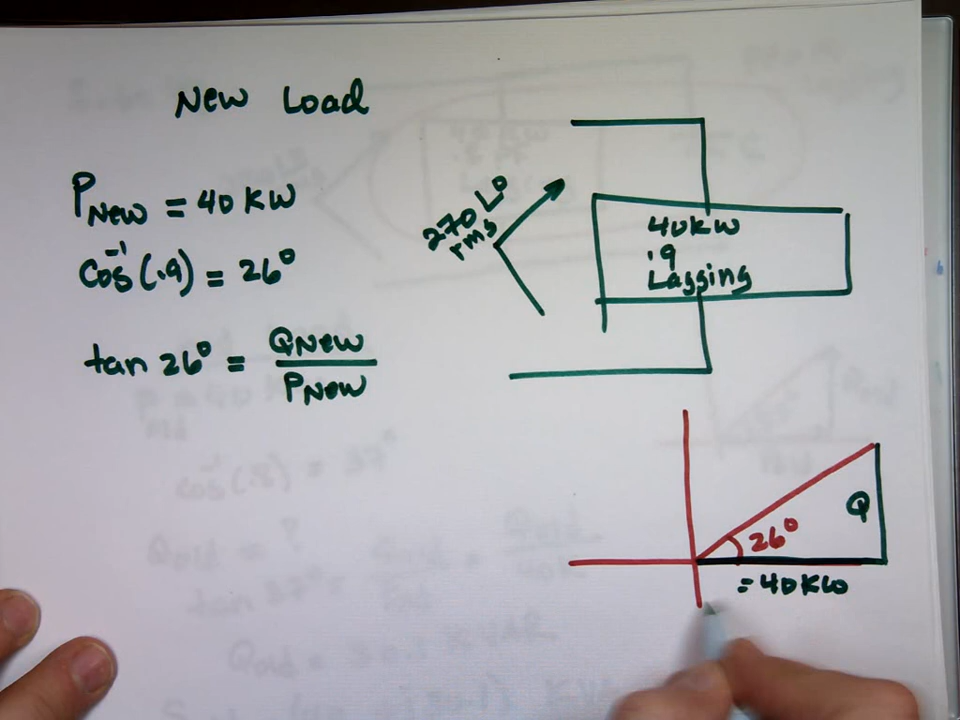 New Load
PNew = 40 KW
cos⁻¹(.9) = 26°
tan 26° = QNew / PNew
270 ∠0°
rms
40KW
.9
Lagging
Q
26°
= 40KW